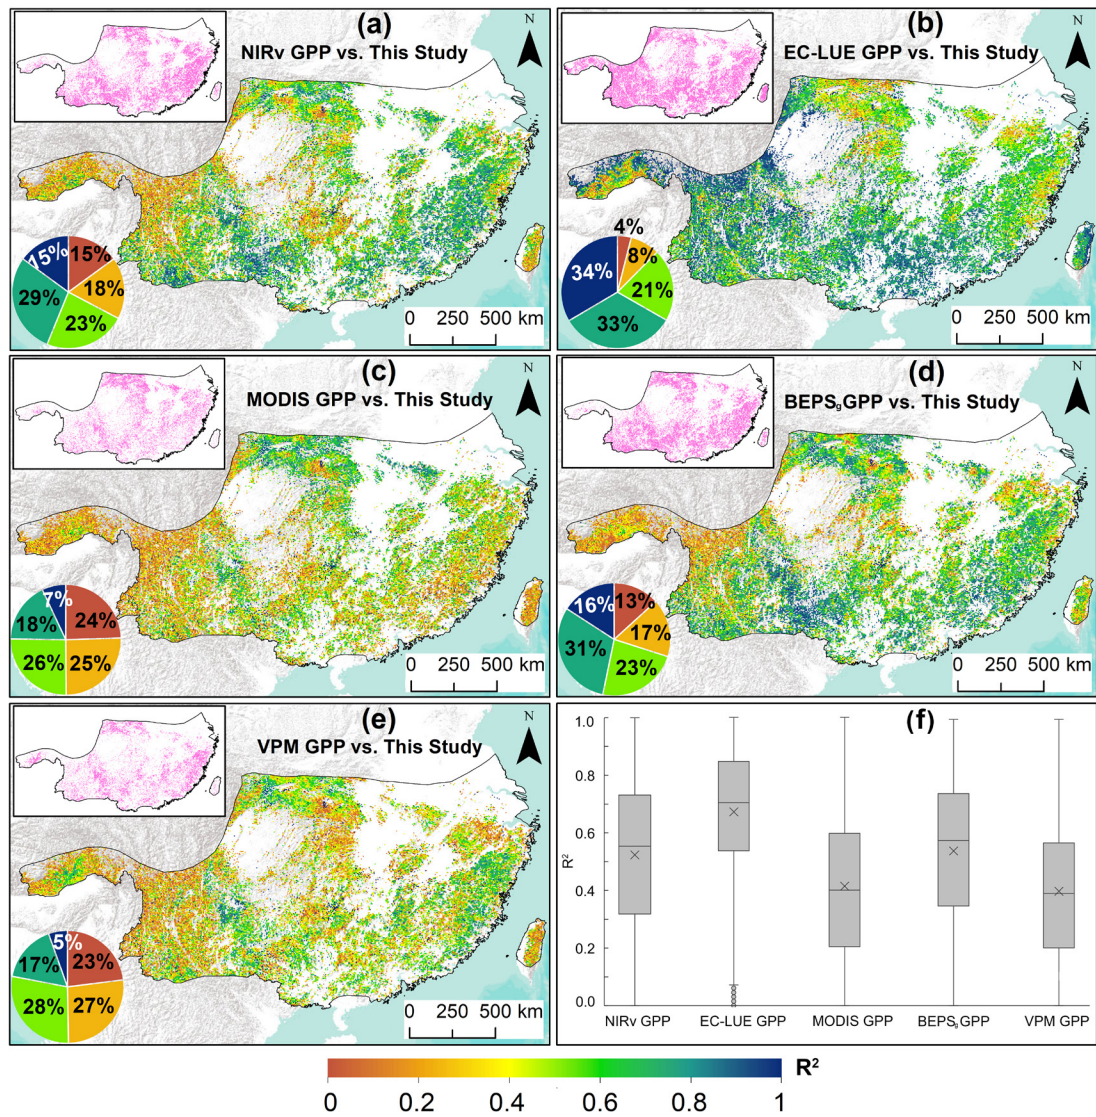 (a)
N
NIRv GPP vs. This Study
15%
15%
29%
18%
23%
0 250 500 km
(b)
N
EC-LUE GPP vs. This Study
4%
8%
34%
21%
33%
0 250 500 km
(c)
N
MODIS GPP vs. This Study
7%
18%
24%
26%
25%
0 250 500 km
(d)
N
BEPSgGPP vs. This Study
16%
13%
17%
31%
23%
0 250 500 km
(e)
N
VPM GPP vs. This Study
5%
17%
23%
28%
27%
0 250 500 km
(f)
1.0
0.8
0.6
R²
0.4
0.2
0.0
NIRv GPP EC-LUE GPP MODIS GPP BEPSgGPP VPM GPP
R²
0 0.2 0.4 0.6 0.8 1